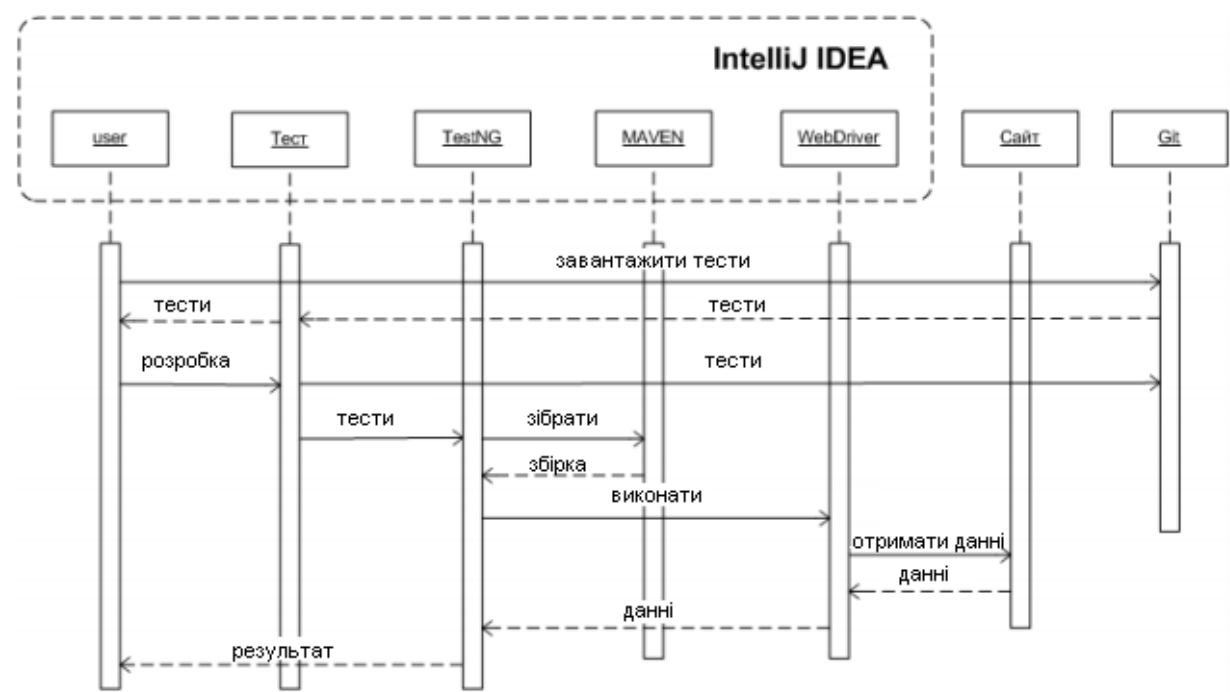 IntelliJ IDEA
user
Тест
TestNG
MAVEN
WebDriver
Сайт
Git
завантажити тести
тести
тести
розробка
тести
тести
зібрати
збірка
виконати
отримати данні
данні
данні
результат